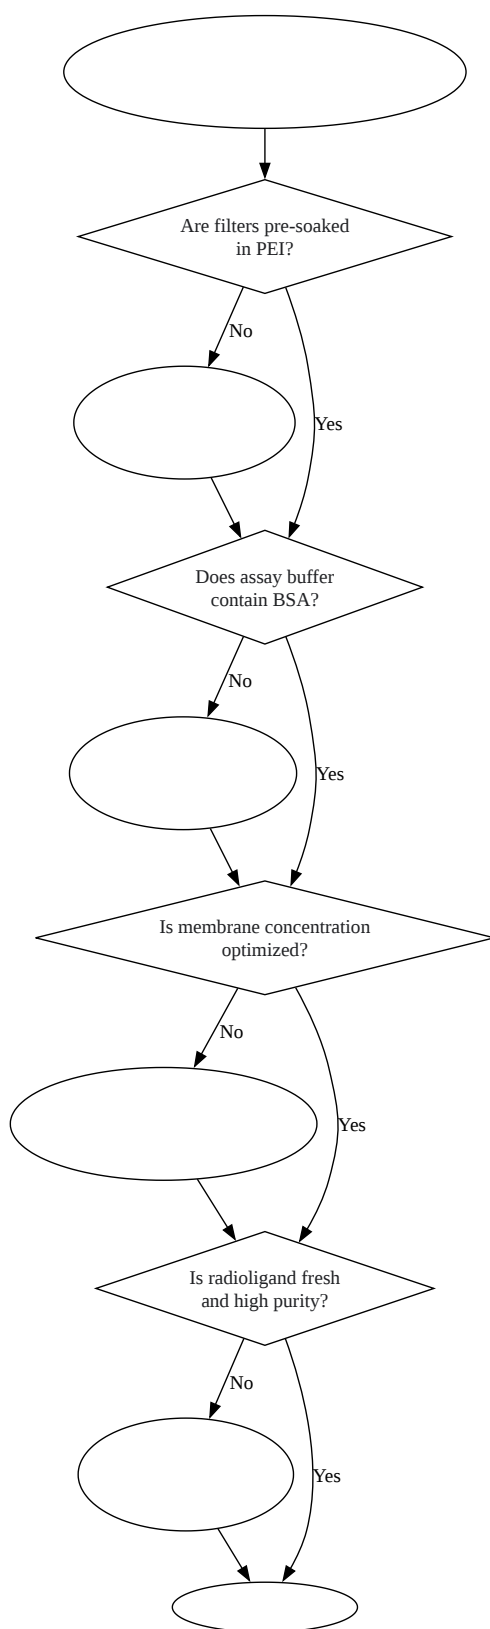 Are filters pre-soaked
in PEI?
No
Yes
Does assay buffer
contain BSA?
No
Yes
Is membrane concentration
optimized?
No
Yes
Is radioligand fresh
and high purity?
No
Yes